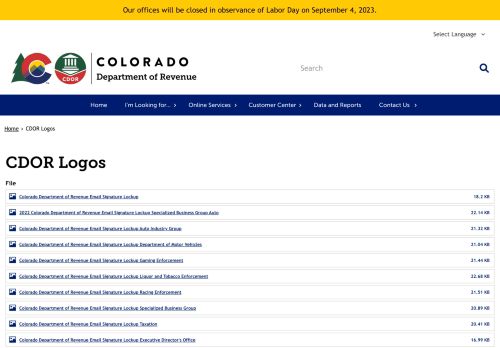 Our offices will be closed in observance of Labor Day on September 4, 2023.
Select Language
CDOR
COLORADO
Department of Revenue
Search
Home
I'm Looking for...
Online Services
Customer Center
Data and Reports
Contact Us
Home › CDOR Logos
CDOR Logos
File
Colorado Department of Revenue Email Signature Lockup 18.2 KB
2022 Colorado Department of Revenue Email Signature Lockup Specialized Business Group Auto 22.14 KB
Colorado Department of Revenue Email Signature Lockup Auto Industry Group 21.32 KB
Colorado Department of Revenue Email Signature Lockup Department of Motor Vehicles 21.04 KB
Colorado Department of Revenue Email Signature Lockup Gaming Enforcement 21.44 KB
Colorado Department of Revenue Email Signature Lockup Liquor and Tobacco Enforcement 22.68 KB
Colorado Department of Revenue Email Signature Lockup Racing Enforcement 21.51 KB
Colorado Department of Revenue Email Signature Lockup Specialized Business Group 20.89 KB
Colorado Department of Revenue Email Signature Lockup Taxation 20.41 KB
Colorado Department of Revenue Email Signature Lockup Executive Director's Office 16.99 KB